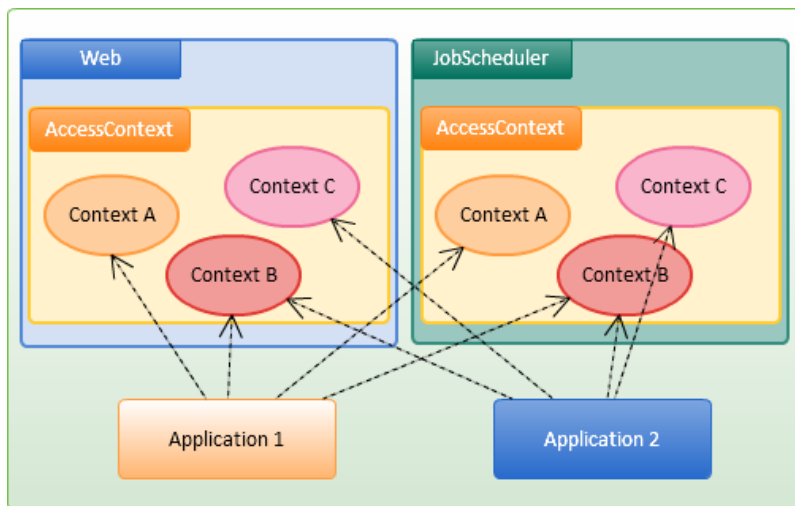 Web
JobScheduler
AccessContext
AccessContext
Context A
Context C
Context B
Context A
Context C
Context B
Application 1
Application 2